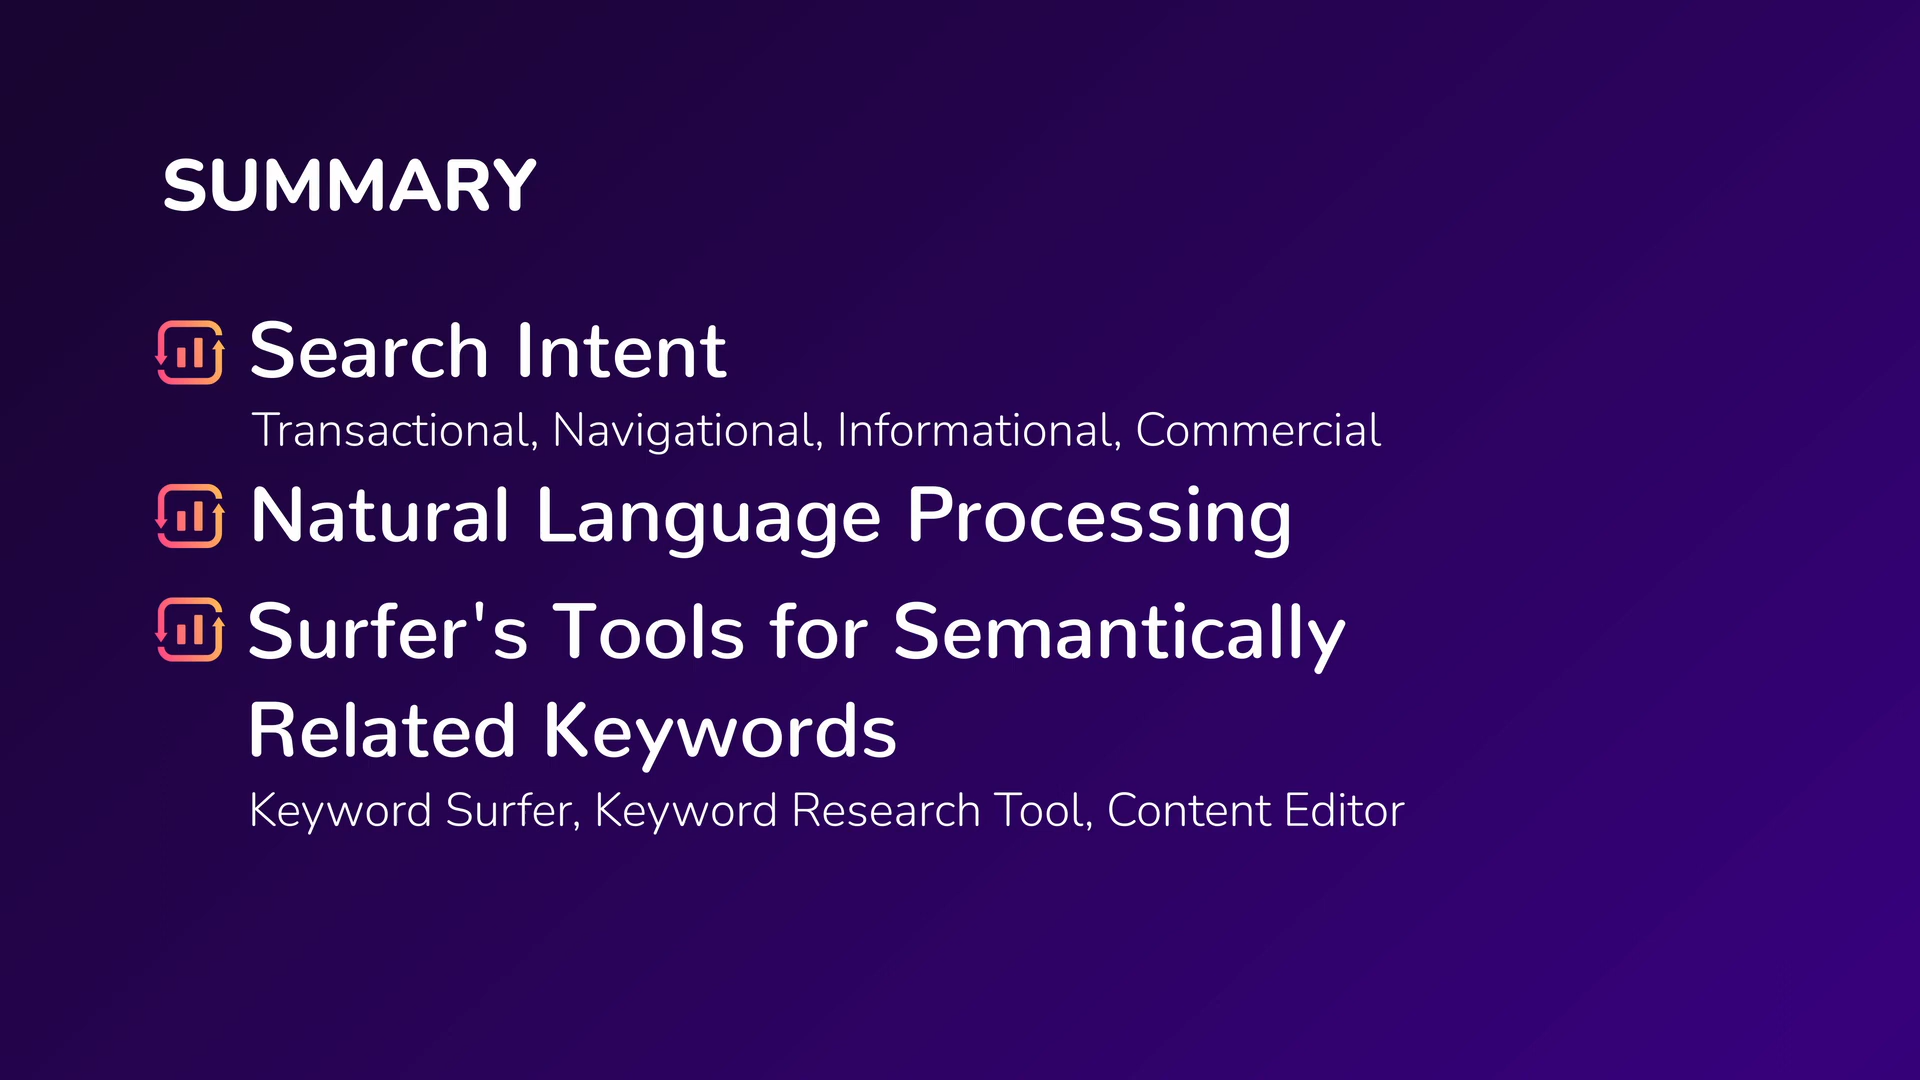 SUMMARY
Search Intent
Transactional, Navigational, Informational, Commercial
Natural Language Processing
Surfer's Tools for Semantically
Related Keywords
Keyword Surfer, Keyword Research Tool, Content Editor